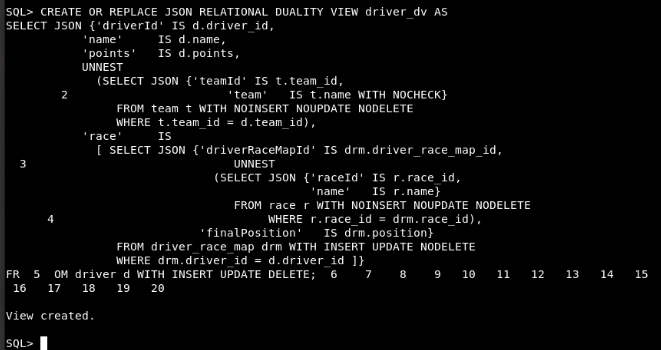 SQL> CREATE OR REPLACE JSON RELATIONAL DUALITY VIEW driver_dv AS
SELECT JSON {'driverId' IS d.driver_id,
'name' IS d.name,
'points' IS d.points,
UNNEST
(SELECT JSON {'teamId' IS t.team_id,
2 'team' IS t.name WITH NOCHECK}
FROM team t WITH NOINSERT NOUPDATE NODELETE
WHERE t.team_id = d.team_id),
'race' IS
[ SELECT JSON {'driverRaceMapId' IS drm.driver_race_map_id,
3 UNNEST
(SELECT JSON {'raceId' IS r.race_id,
'name' IS r.name}
FROM race r WITH NOINSERT NOUPDATE NODELETE
4 WHERE r.race_id = drm.race_id),
'finalPosition' IS drm.position}
FROM driver_race_map drm WITH INSERT UPDATE NODELETE
WHERE drm.driver_id = d.driver_id ]}
FR 5 OM driver d WITH INSERT UPDATE DELETE; 6 7 8 9 10 11 12 13 14 15
16 17 18 19 20
View created.
SQL>